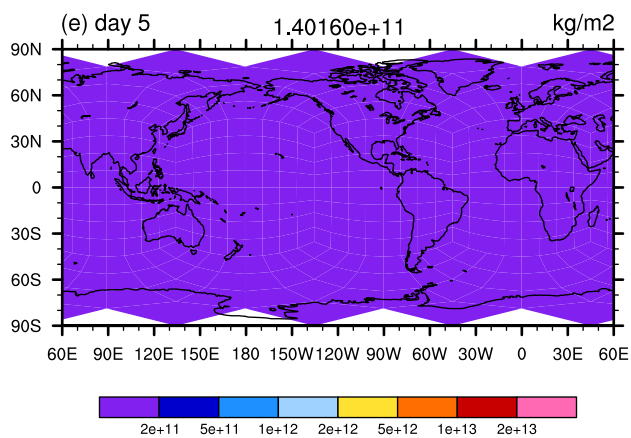 (e) day 5 1.40160e+11 kg/m2
90N
60N
30N
0
30S
60S
90S
60E 90E 120E 150E 180 150W 120W 90W 60W 30W 0 30E 60E
2e+11 5e+11 1e+12 2e+12 5e+12 1e+13 2e+13